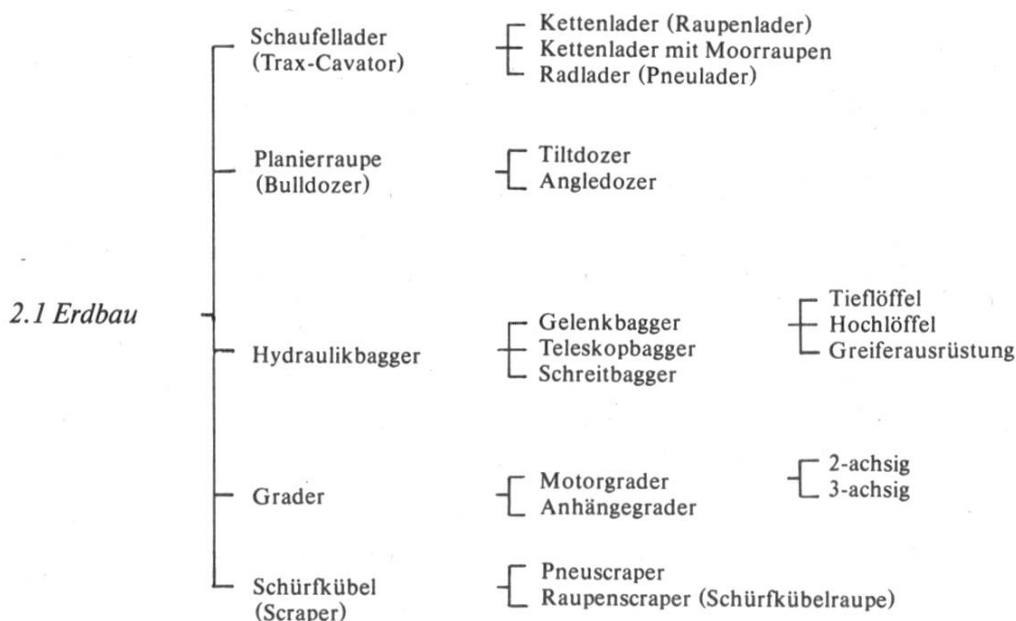 Schaufellader
(Trax-Cavator)
Kettenlader (Raupenlader)
Kettenlader mit Moorraupen
Radlader (Pneulader)
Planierraupe
(Bulldozer)
Tiltdozer
Angledozer
2.1 Erdbau
Hydraulikbagger
Gelenkbagger
Teleskopbagger
Schreitbagger
Tieflöffel
Hochlöffel
Greiferausrüstung
Grader
Motorgrader
Anhängegrader
2-achsig
3-achsig
Schürfkübel
(Scraper)
Pneuscraper
Raupenscraper (Schürfkübelraupe)